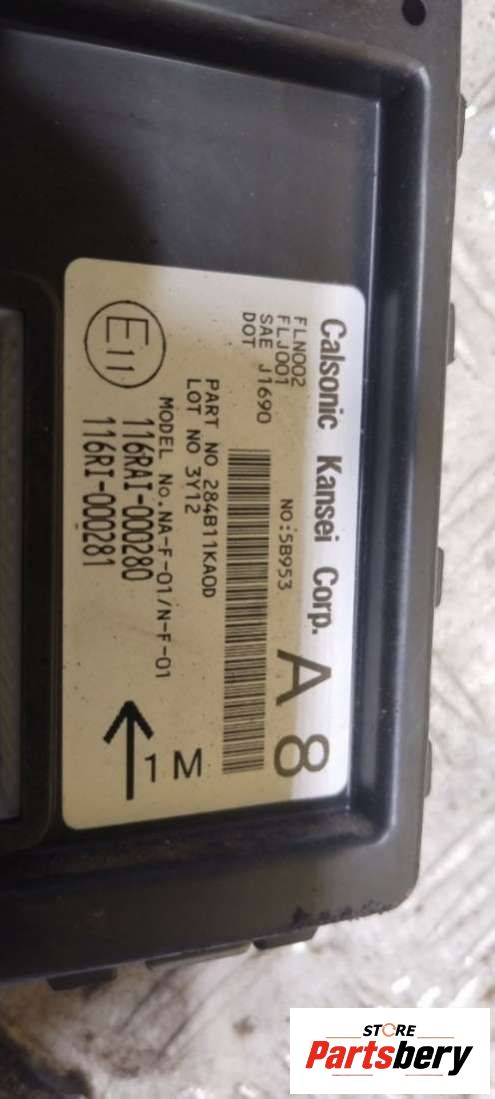 Calsonic Kansei Corp.
A8
FLN002
FLJ001
SAE J1690
DOT
NO:5B953
PART NO 284B11KA0D
LOT NO 3Y12
MODEL No.NA-F-01/N-F-01
E11
116RAI-000280
116RI-000281
1 M
STORE
Partsbery